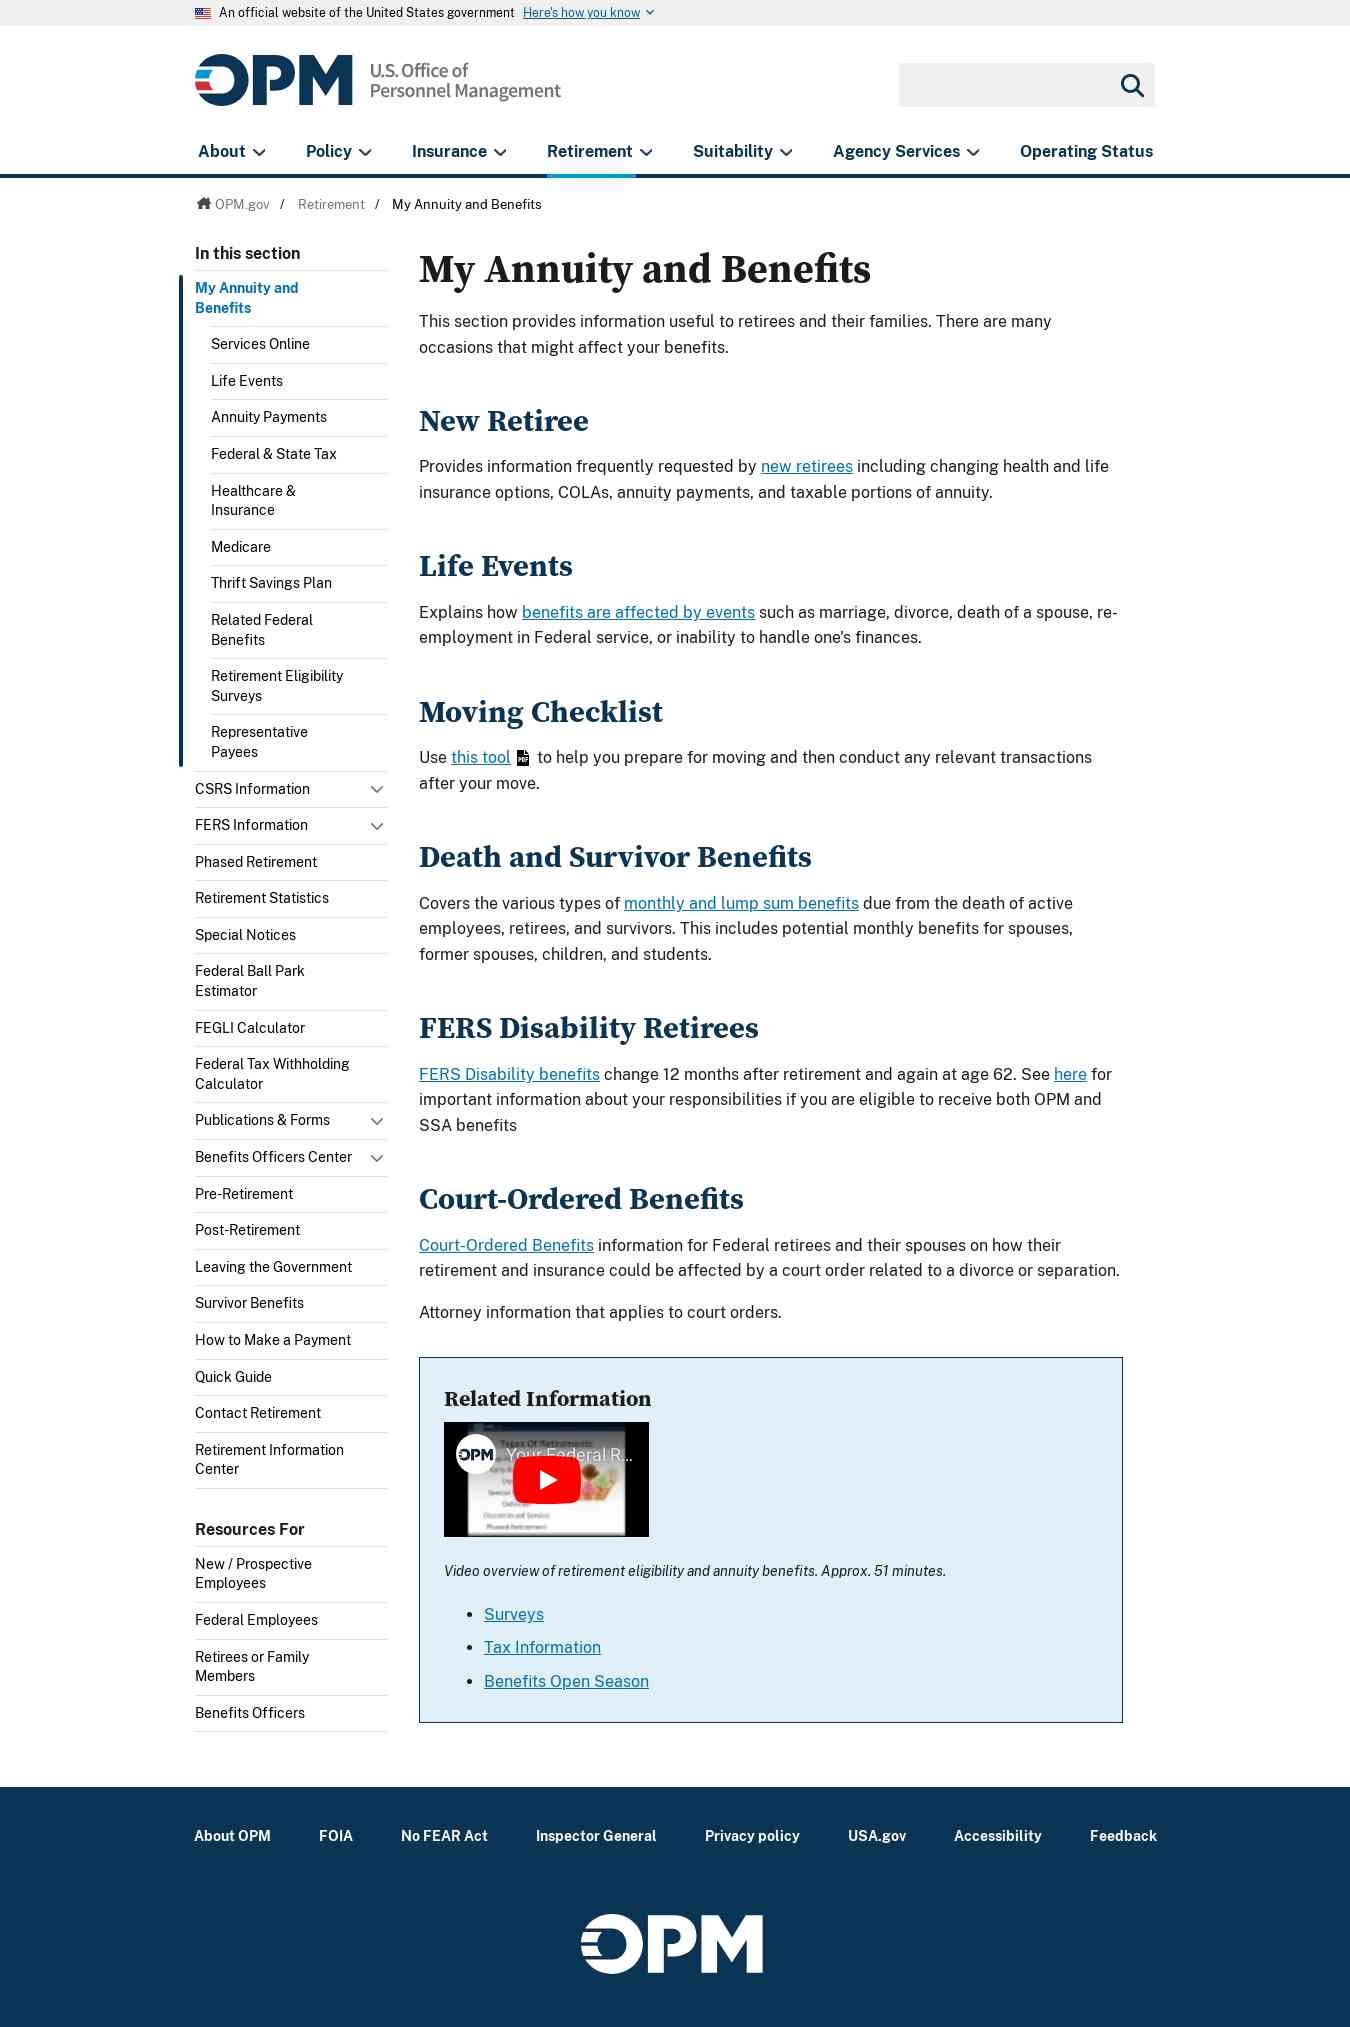 An official website of the United States government Here's how you know
OPM U.S. Office of
Personnel Management
About Policy Insurance Retirement Suitability Agency Services Operating Status
OPM.gov / Retirement / My Annuity and Benefits
In this section
My Annuity and
Benefits
Services Online
Life Events
Annuity Payments
Federal & State Tax
Healthcare &
Insurance
Medicare
Thrift Savings Plan
Related Federal
Benefits
Retirement Eligibility
Surveys
Representative
Payees
CSRS Information
FERS Information
Phased Retirement
Retirement Statistics
Special Notices
Federal Ball Park
Estimator
FEGLI Calculator
Federal Tax Withholding
Calculator
Publications & Forms
Benefits Officers Center
Pre-Retirement
Post-Retirement
Leaving the Government
Survivor Benefits
How to Make a Payment
Quick Guide
Contact Retirement
Retirement Information
Center
Resources For
New / Prospective
Employees
Federal Employees
Retirees or Family
Members
Benefits Officers
My Annuity and Benefits
This section provides information useful to retirees and their families. There are many
occasions that might affect your benefits.
New Retiree
Provides information frequently requested by new retirees including changing health and life
insurance options, COLAs, annuity payments, and taxable portions of annuity.
Life Events
Explains how benefits are affected by events such as marriage, divorce, death of a spouse, re-
employment in Federal service, or inability to handle one's finances.
Moving Checklist
Use this tool PDF to help you prepare for moving and then conduct any relevant transactions
after your move.
Death and Survivor Benefits
Covers the various types of monthly and lump sum benefits due from the death of active
employees, retirees, and survivors. This includes potential monthly benefits for spouses,
former spouses, children, and students.
FERS Disability Retirees
FERS Disability benefits change 12 months after retirement and again at age 62. See here for
important information about your responsibilities if you are eligible to receive both OPM and
SSA benefits
Court-Ordered Benefits
Court-Ordered Benefits information for Federal retirees and their spouses on how their
retirement and insurance could be affected by a court order related to a divorce or separation.
Attorney information that applies to court orders.
Related Information
Types Of Retirements
OPM Your Federal R...
Discontinued Service
Phased Retirement
Video overview of retirement eligibility and annuity benefits. Approx. 51 minutes.
Surveys
Tax Information
Benefits Open Season
About OPM FOIA No FEAR Act Inspector General Privacy policy USA.gov Accessibility Feedback
OPM